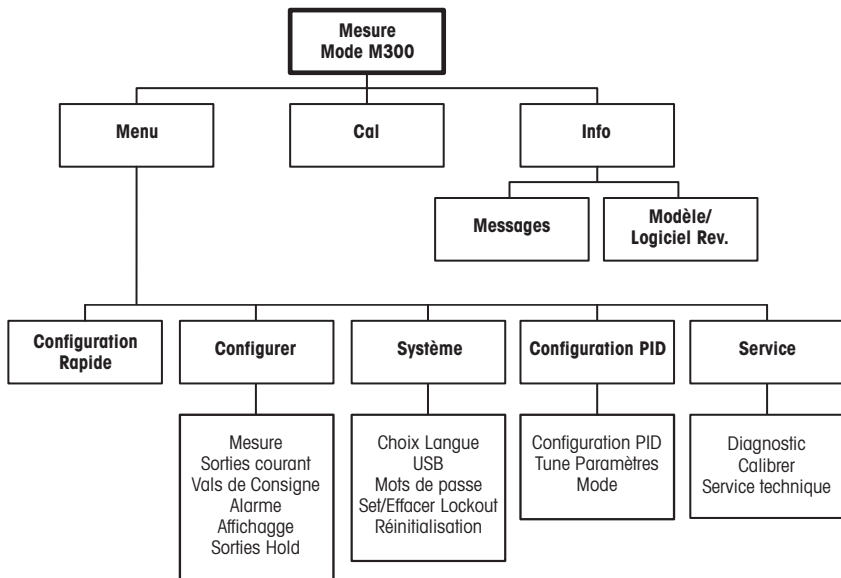 Mesure
Mode M300
Menu
Cal
Info
Messages
Modèle/
Logiciel Rev.
Configuration
Rapide
Configurer
Système
Configuration PID
Service
Mesure
Sorties courant
Vals de Consigne
Alarme
Affichagge
Sorties Hold
Choix Langue
USB
Mots de passe
Set/Effacer Lockout
Réinitialisation
Configuration PID
Tune Paramètres
Mode
Diagnostic
Calibrer
Service technique